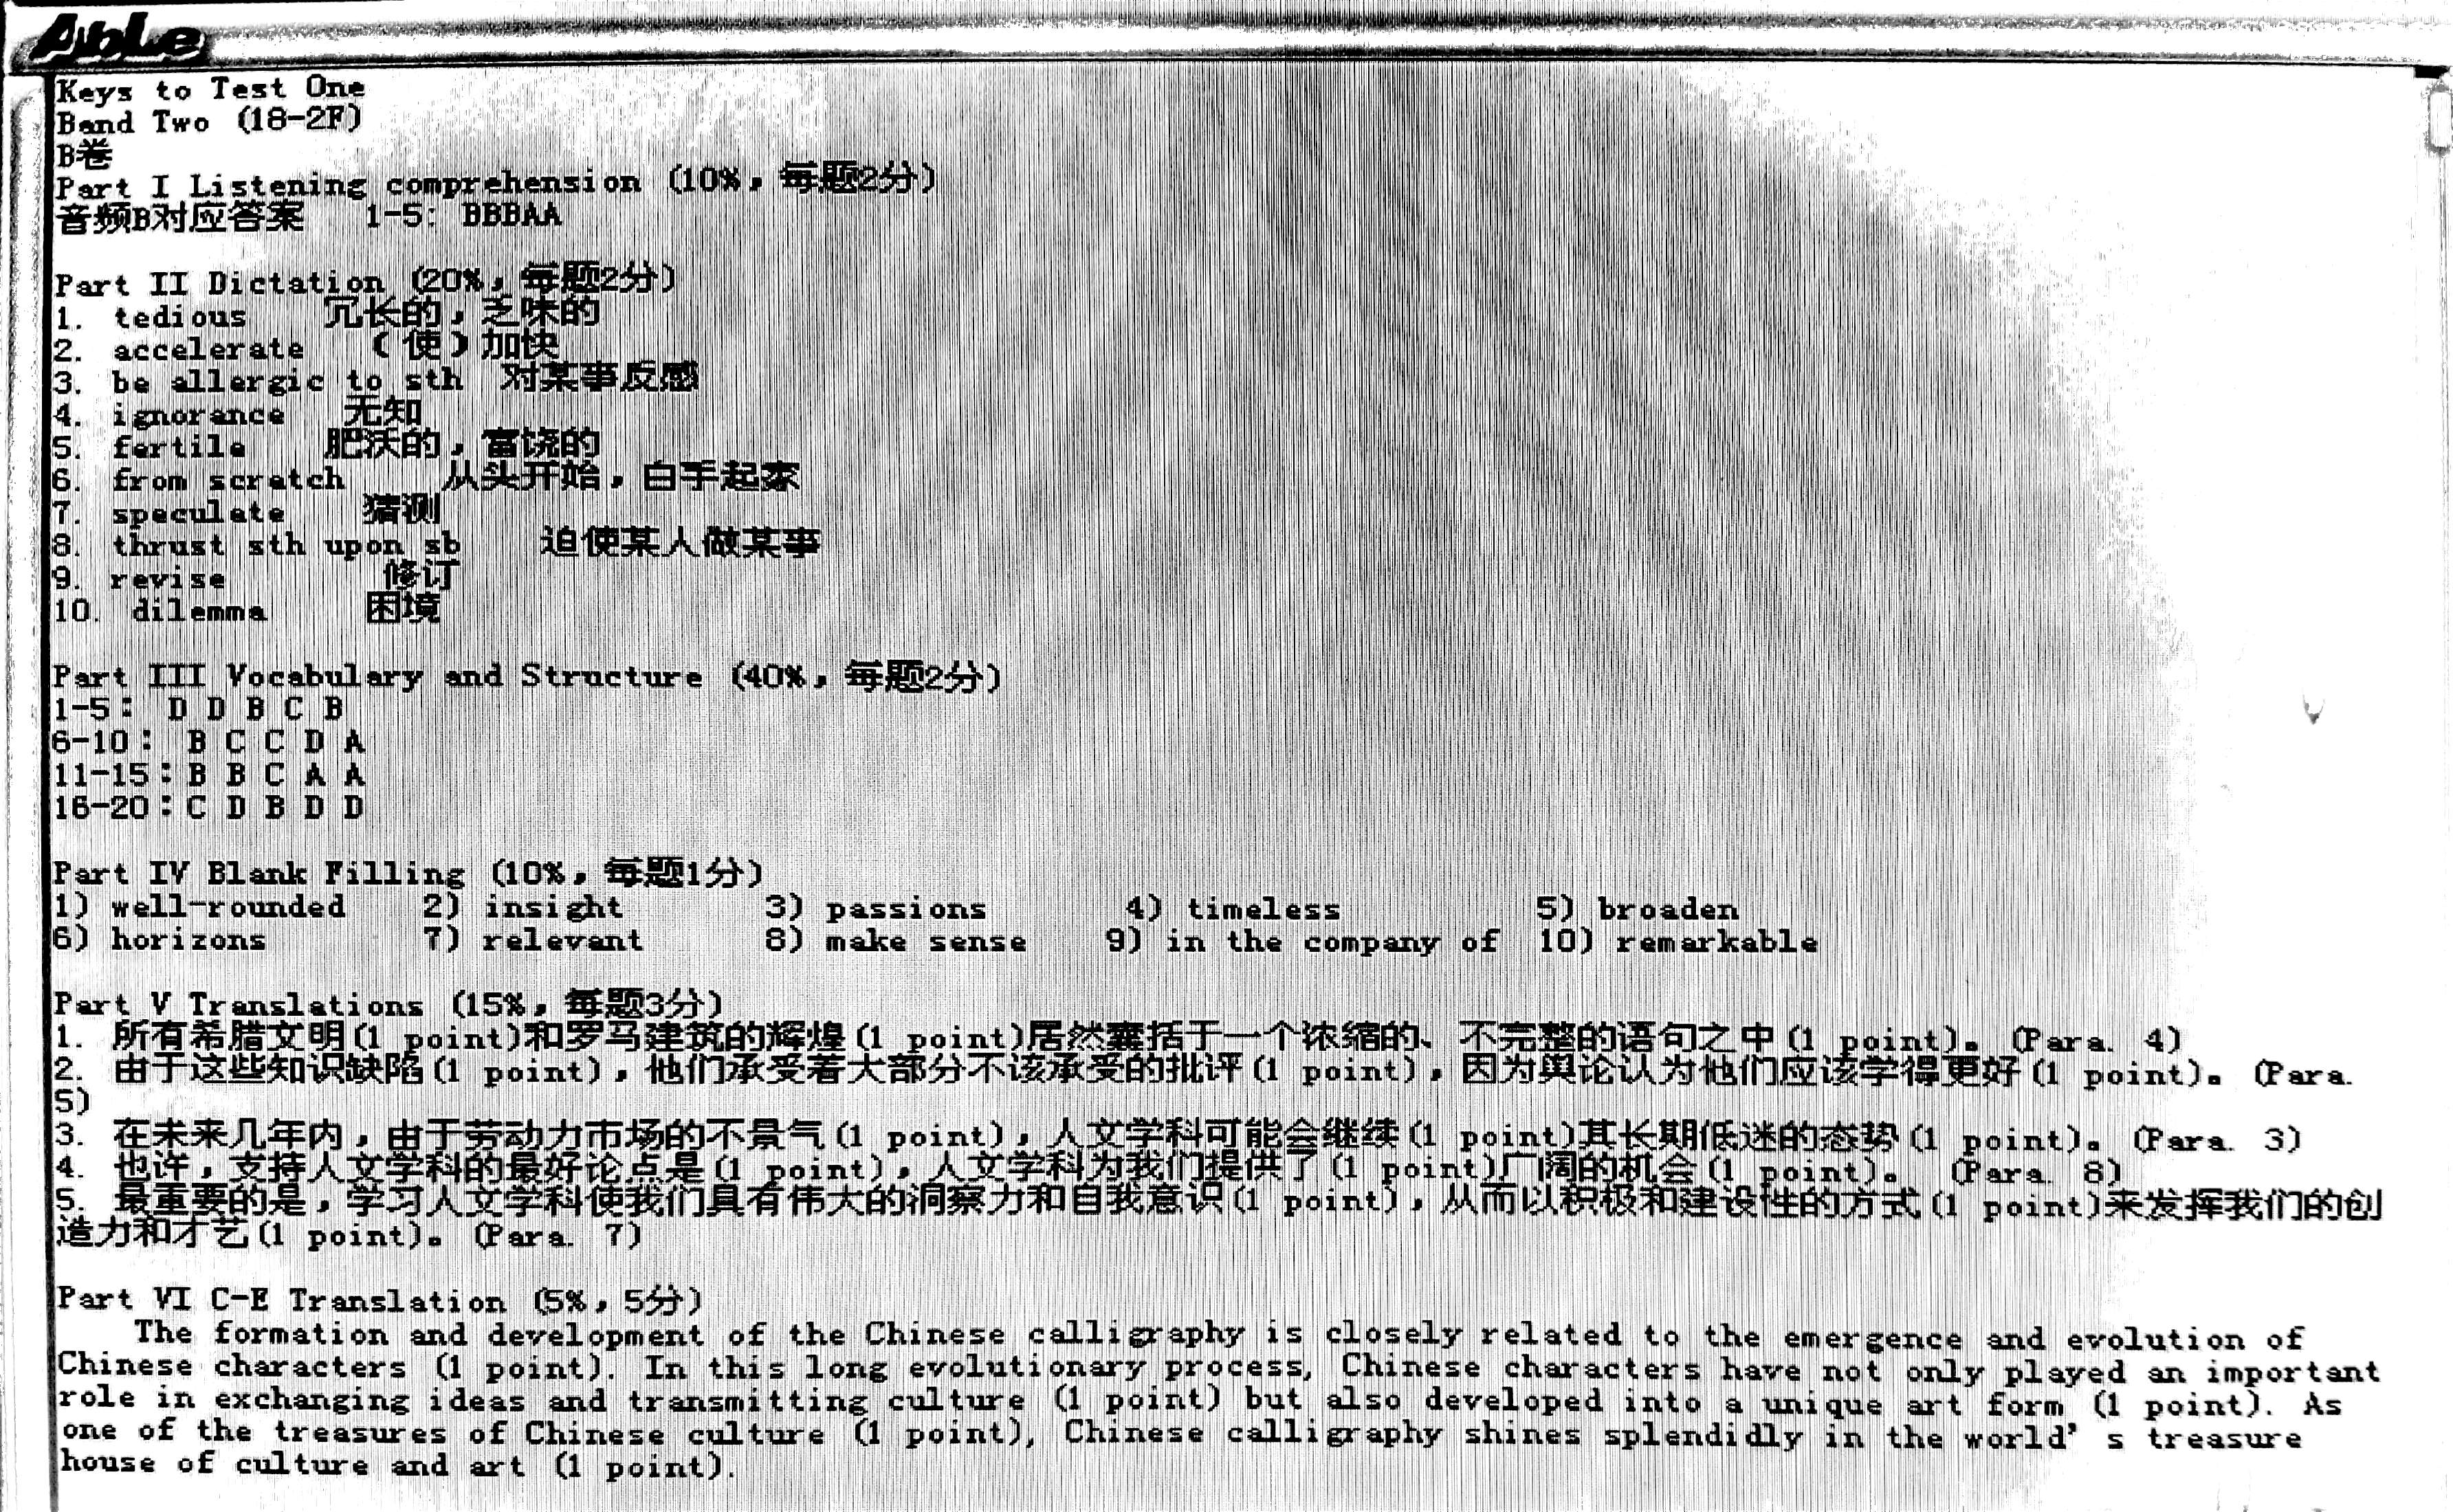 Able
Keys to Test One
Band Two (18-2F)
B卷
Part I Listening comprehension (10%，每题2分)
音频B对应答案 1-5: BBBAA
Part II Dictation (20%，每题2分)
1. tedious 冗长的，乏味的
2. accelerate （使）加快
3. be allergic to sth 对某事反感
4. ignorance 无知
5. fertile 肥沃的，富饶的
6. from scratch 从头开始，白手起家
7. speculate 猜测
8. thrust sth upon sb 迫使某人做某事
9. revise 修订
10. dilemma 困境
Part III Vocabulary and Structure (40%，每题2分)
1-5： D D B C B
6-10： B C C D A
11-15：B B C A A
16-20：C D B D D
Part IV Blank Filling (10%，每题1分)
1) well-rounded 2) insight 3) passions 4) timeless 5) broaden
6) horizons 7) relevant 8) make sense 9) in the company of 10) remarkable
Part V Translations (15%，每题3分)
1. 所有希腊文明(1 point)和罗马建筑的辉煌(1 point)居然囊括于一个浓缩的、不完整的语句之中(1 point)。(Para. 4)
2. 由于这些知识缺陷(1 point)，他们承受着大部分不该承受的批评(1 point)，因为舆论认为他们应该学得更好(1 point)。(Para.
5)
3. 在未来几年内，由于劳动力市场的不景气(1 point)，人文学科可能会继续(1 point)其长期低迷的态势(1 point)。(Para. 3)
4. 也许，支持人文学科的最好论点是(1 point)，人文学科为我们提供了(1 point)广阔的机会(1 point)。 (Para. 8)
5. 最重要的是，学习人文学科使我们具有伟大的洞察力和自我意识(1 point)，从而以积极和建设性的方式(1 point)来发挥我们的创
造力和才艺(1 point)。(Para. 7)
Part VI C-E Translation (5%，5分)
The formation and development of the Chinese calligraphy is closely related to the emergence and evolution of
Chinese characters (1 point). In this long evolutionary process, Chinese characters have not only played an important
role in exchanging ideas and transmitting culture (1 point) but also developed into a unique art form (1 point). As
one of the treasures of Chinese culture (1 point), Chinese calligraphy shines splendidly in the world’s treasure
house of culture and art (1 point).